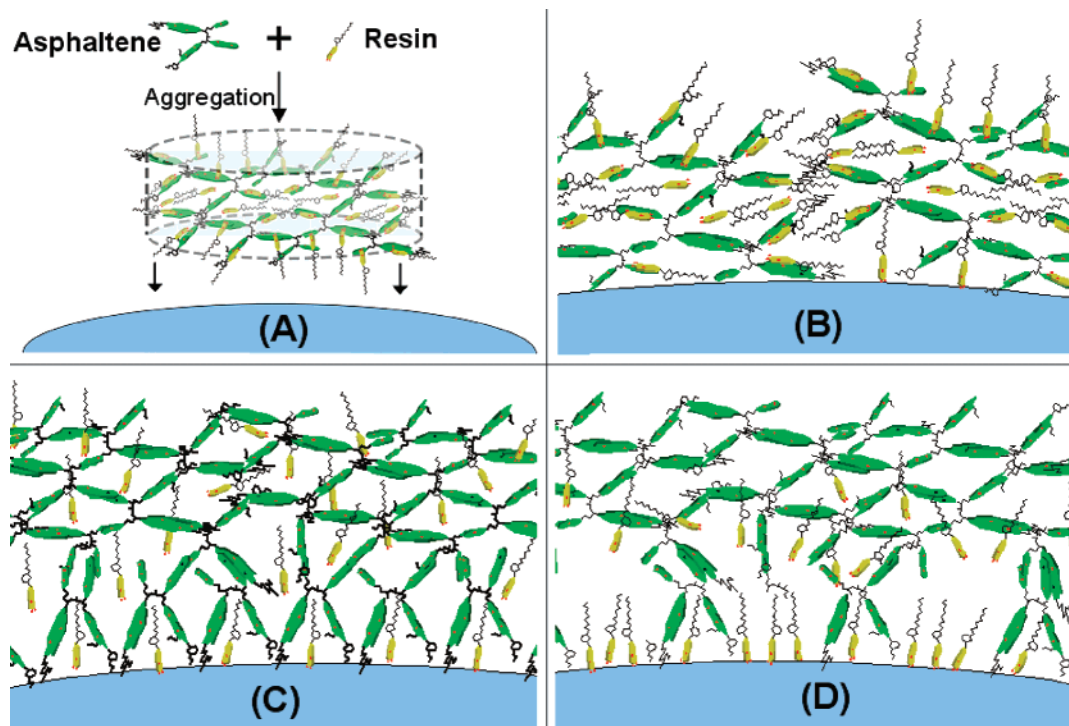 Asphaltene + Resin
Aggregation
(A)
(B)
(C)
(D)